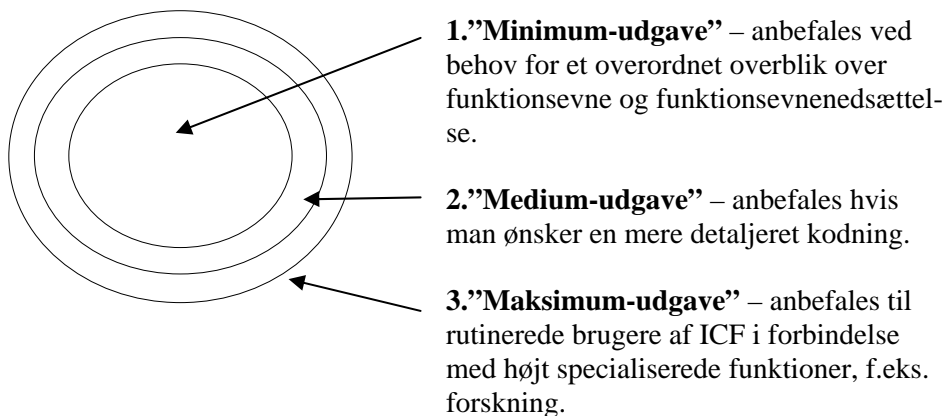 1.”Minimum-udgave” – anbefales ved
behov for et overordnet overblik over
funktionsevne og funktionsevnenedsættel-
se.
2.”Medium-udgave” – anbefales hvis
man ønsker en mere detaljeret kodning.
3.”Maksimum-udgave” – anbefales til
rutinerede brugere af ICF i forbindelse
med højt specialiserede funktioner, f.eks.
forskning.